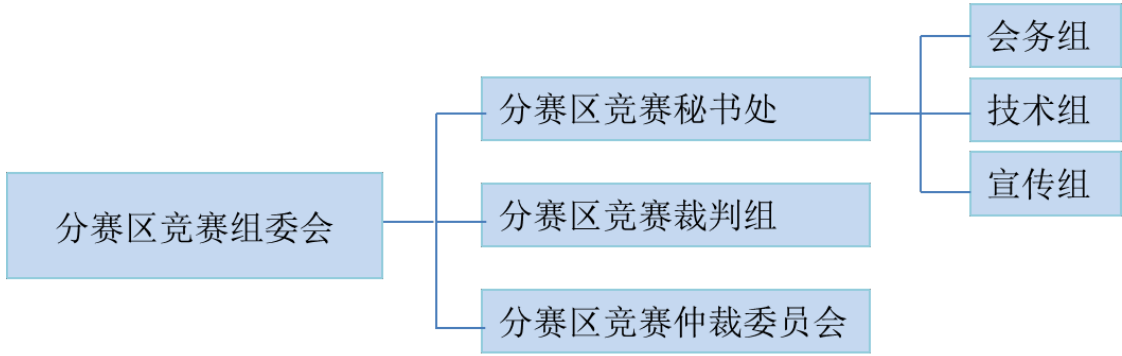 分赛区竞赛组委会
分赛区竞赛秘书处
分赛区竞赛裁判组
分赛区竞赛仲裁委员会
会务组
技术组
宣传组